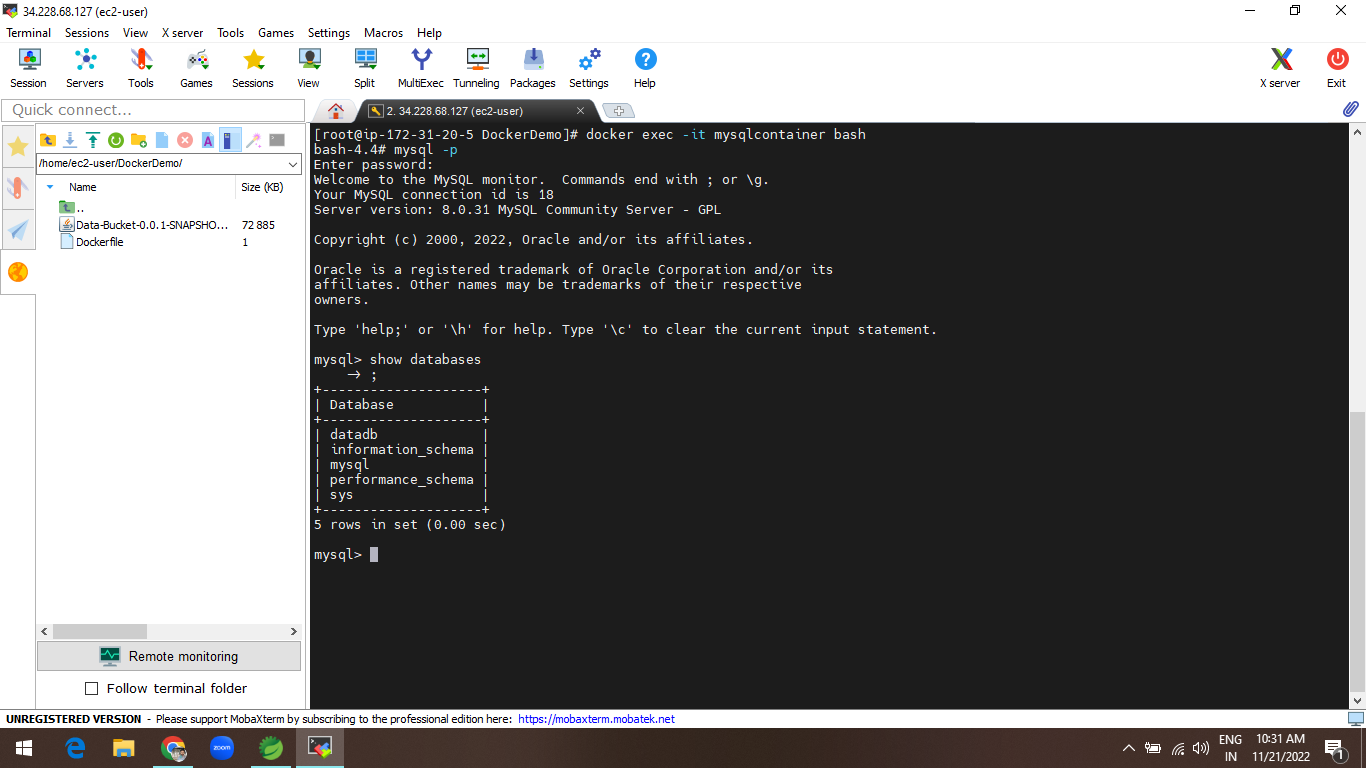 34.228.68.127 (ec2-user)
Terminal Sessions View X server Tools Games Settings Macros Help
Session Servers Tools Games Sessions View Split MultiExec Tunneling Packages Settings Help X server Exit
Quick connect...
2. 34.228.68.127 (ec2-user)
/home/ec2-user/DockerDemo/
Name Size (KB)
..
Data-Bucket-0.0.1-SNAPSHO... 72 885
Dockerfile 1
[root@ip-172-31-20-5 DockerDemo]# docker exec -it mysqlcontainer bash
bash-4.4# mysql -p
Enter password:
Welcome to the MySQL monitor.  Commands end with ; or \g.
Your MySQL connection id is 18
Server version: 8.0.31 MySQL Community Server - GPL
Copyright (c) 2000, 2022, Oracle and/or its affiliates.
Oracle is a registered trademark of Oracle Corporation and/or its
affiliates. Other names may be trademarks of their respective
owners.
Type 'help;' or '\h' for help. Type '\c' to clear the current input statement.
mysql> show databases
    -> ;
+--------------------+
| Database           |
+--------------------+
| datadb             |
| information_schema |
| mysql              |
| performance_schema |
| sys                |
+--------------------+
5 rows in set (0.00 sec)
mysql>
Remote monitoring
Follow terminal folder
UNREGISTERED VERSION - Please support MobaXterm by subscribing to the professional edition here: https://mobaxterm.mobatek.net
zoom
ENG
IN
10:31 AM
11/21/2022
1